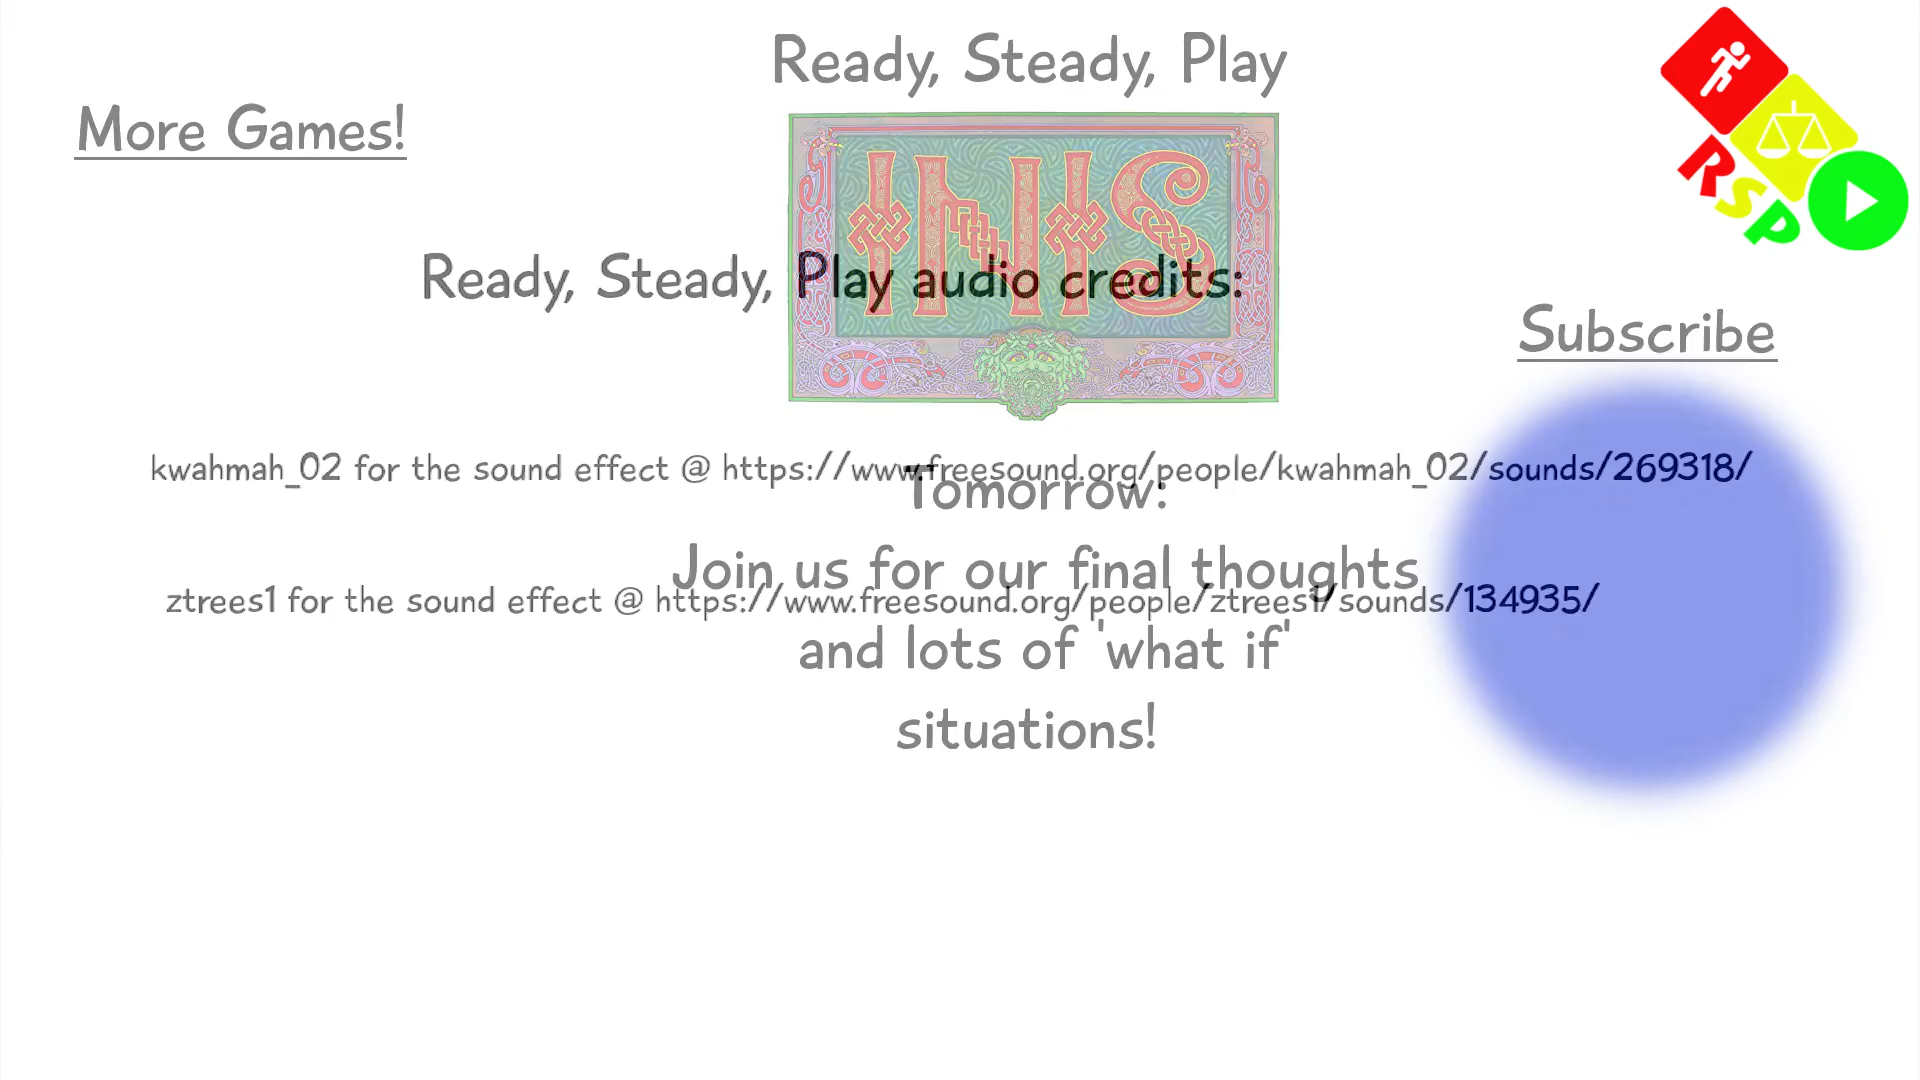 Ready, Steady, Play
More Games!
INIS
RSP
Ready, Steady, Play audio credits:
Subscribe
kwahmah_02 for the sound effect @ https://www.freesound.org/people/kwahmah_02/sounds/269318/
Tomorrow:
Join us for our final thoughts
ztrees1 for the sound effect @ https://www.freesound.org/people/ztrees1/sounds/134935/
and lots of 'what if'
situations!